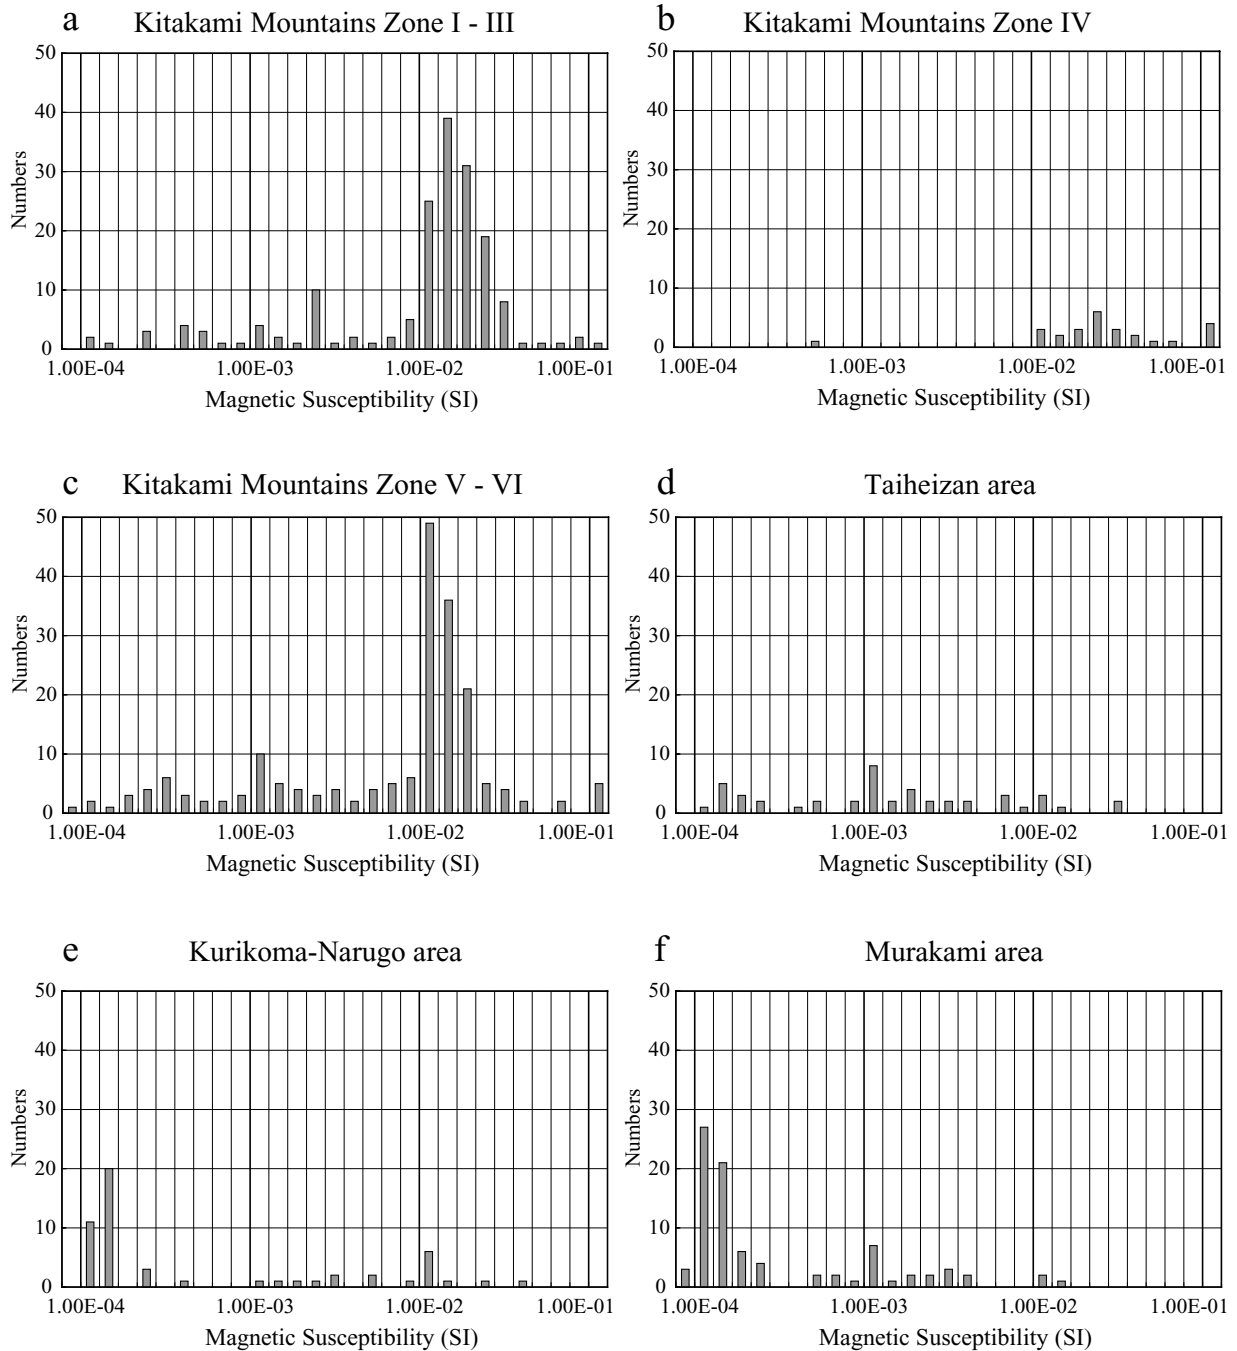 a Kitakami Mountains Zone I - III
50
40
30
20
10
0
Numbers
1.00E-04 1.00E-03 1.00E-02 1.00E-01
Magnetic Susceptibility (SI)
b Kitakami Mountains Zone IV
50
40
30
20
10
0
Numbers
1.00E-04 1.00E-03 1.00E-02 1.00E-01
Magnetic Susceptibility (SI)
c Kitakami Mountains Zone V - VI
50
40
30
20
10
0
Numbers
1.00E-04 1.00E-03 1.00E-02 1.00E-01
Magnetic Susceptibility (SI)
d Taiheizan area
50
40
30
20
10
0
Numbers
1.00E-04 1.00E-03 1.00E-02 1.00E-01
Magnetic Susceptibility (SI)
e Kurikoma-Narugo area
50
40
30
20
10
0
Numbers
1.00E-04 1.00E-03 1.00E-02 1.00E-01
Magnetic Susceptibility (SI)
f Murakami area
50
40
30
20
10
0
Numbers
1.00E-04 1.00E-03 1.00E-02 1.00E-01
Magnetic Susceptibility (SI)